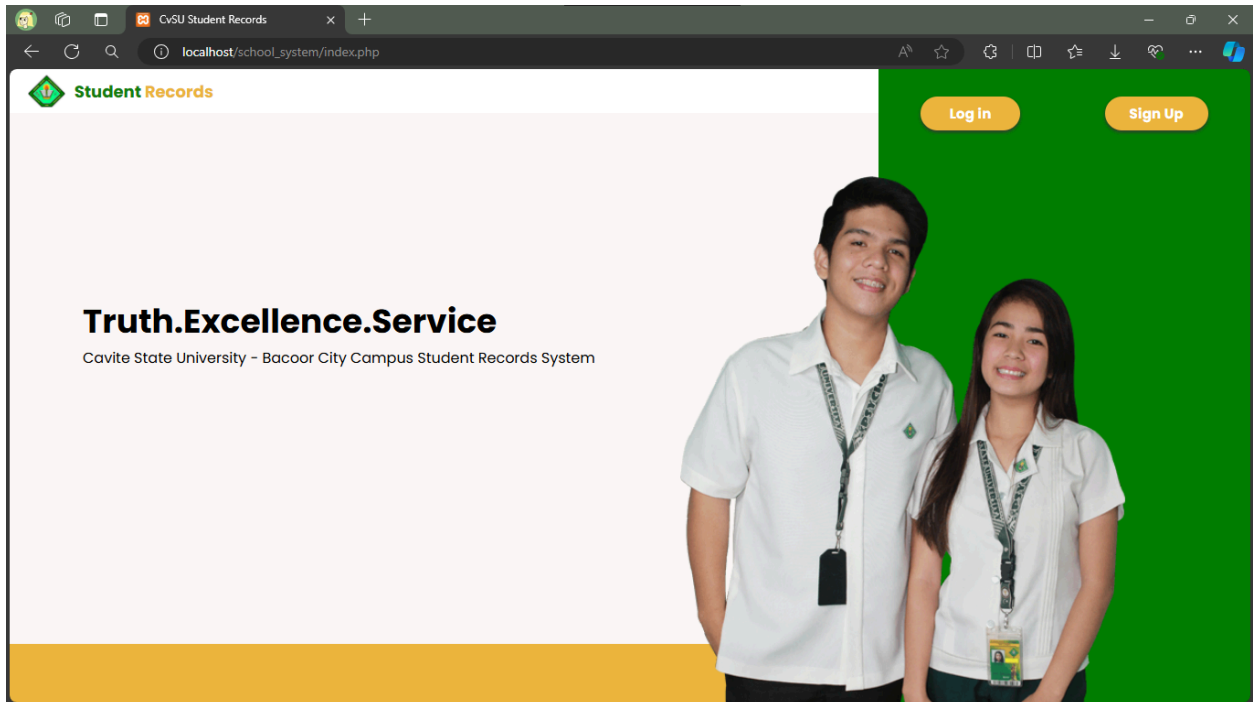 CvSU Student Records
localhost/school_system/index.php
Student Records
Log in
Sign Up
Truth.Excellence.Service
Cavite State University - Bacoor City Campus Student Records System